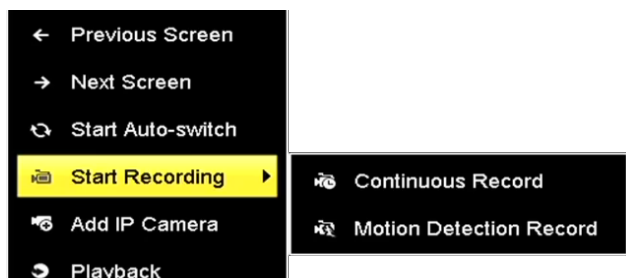 Previous Screen
Next Screen
Start Auto-switch
Start Recording
Add IP Camera
Playback
Continuous Record
Motion Detection Record